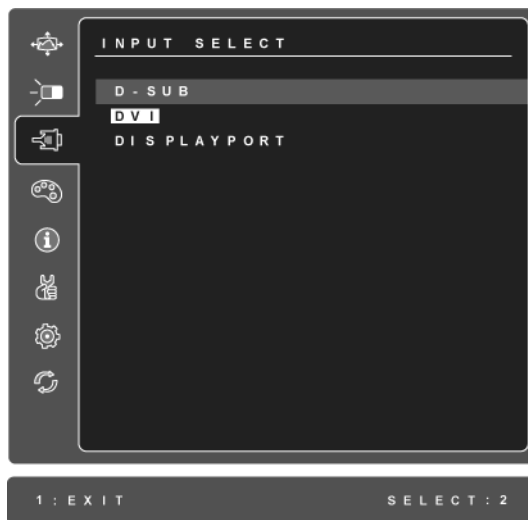 INPUT SELECT
D-SUB
DVI
DISPLAYPORT
1:EXIT
SELECT:2